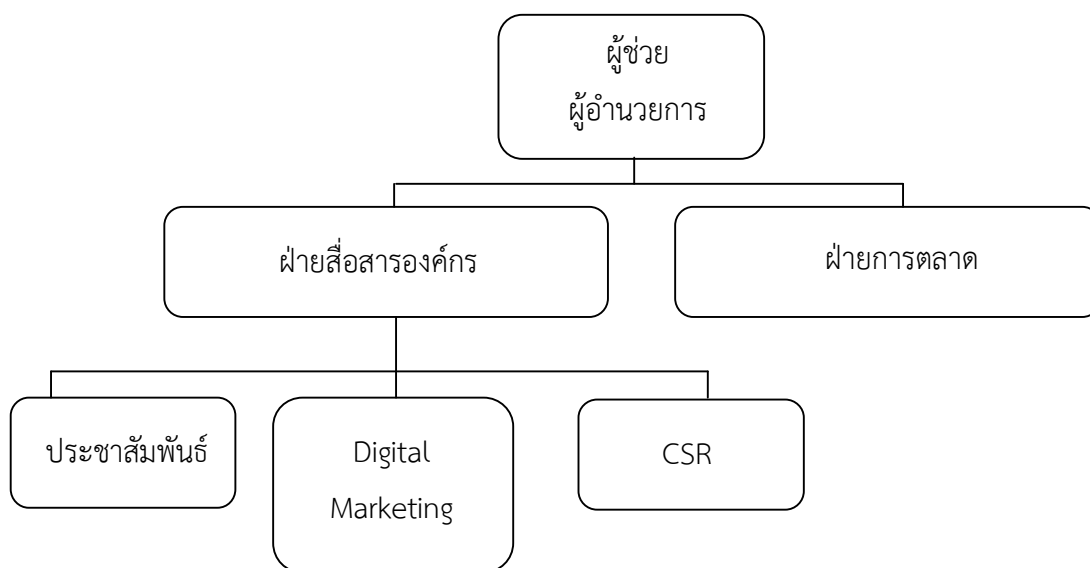 ผู้ช่วย
ผู้อำนวยการ
ฝ่ายสื่อสารองค์กร
ฝ่ายการตลาด
ประชาสัมพันธ์
Digital
Marketing
CSR